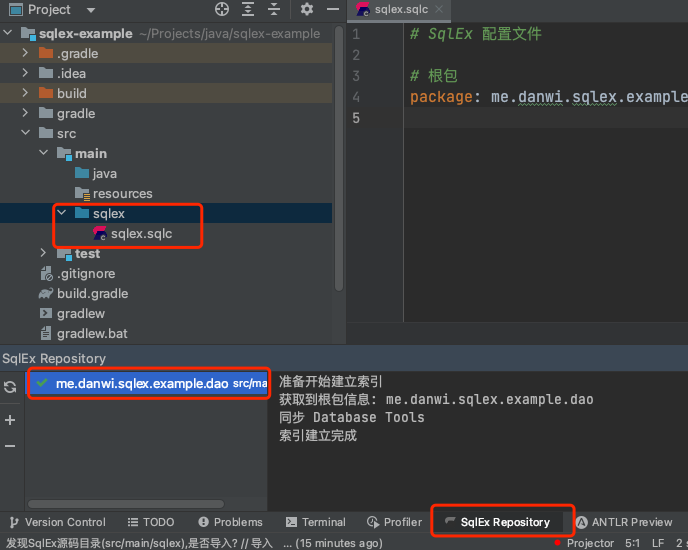 Project
sqlex.sqlc
sqlex-example ~/Projects/java/sqlex-example
.gradle
.idea
build
gradle
src
main
java
resources
sqlex
sqlex.sqlc
test
.gitignore
build.gradle
gradlew
gradlew.bat
1 # SqlEx 配置文件
2
3 # 根包
4 package: me.danwi.sqlex.example
5
SqlEx Repository
me.danwi.sqlex.example.dao src/ma
准备开始建立索引
获取到根包信息: me.danwi.sqlex.example.dao
同步 Database Tools
索引建立完成
Version Control TODO Problems Terminal Profiler SqlEx Repository ANTLR Preview
发现SqlEx源码目录(src/main/sqlex),是否导入? // 导入 ... (15 minutes ago) Projector 5:1 LF 2 s